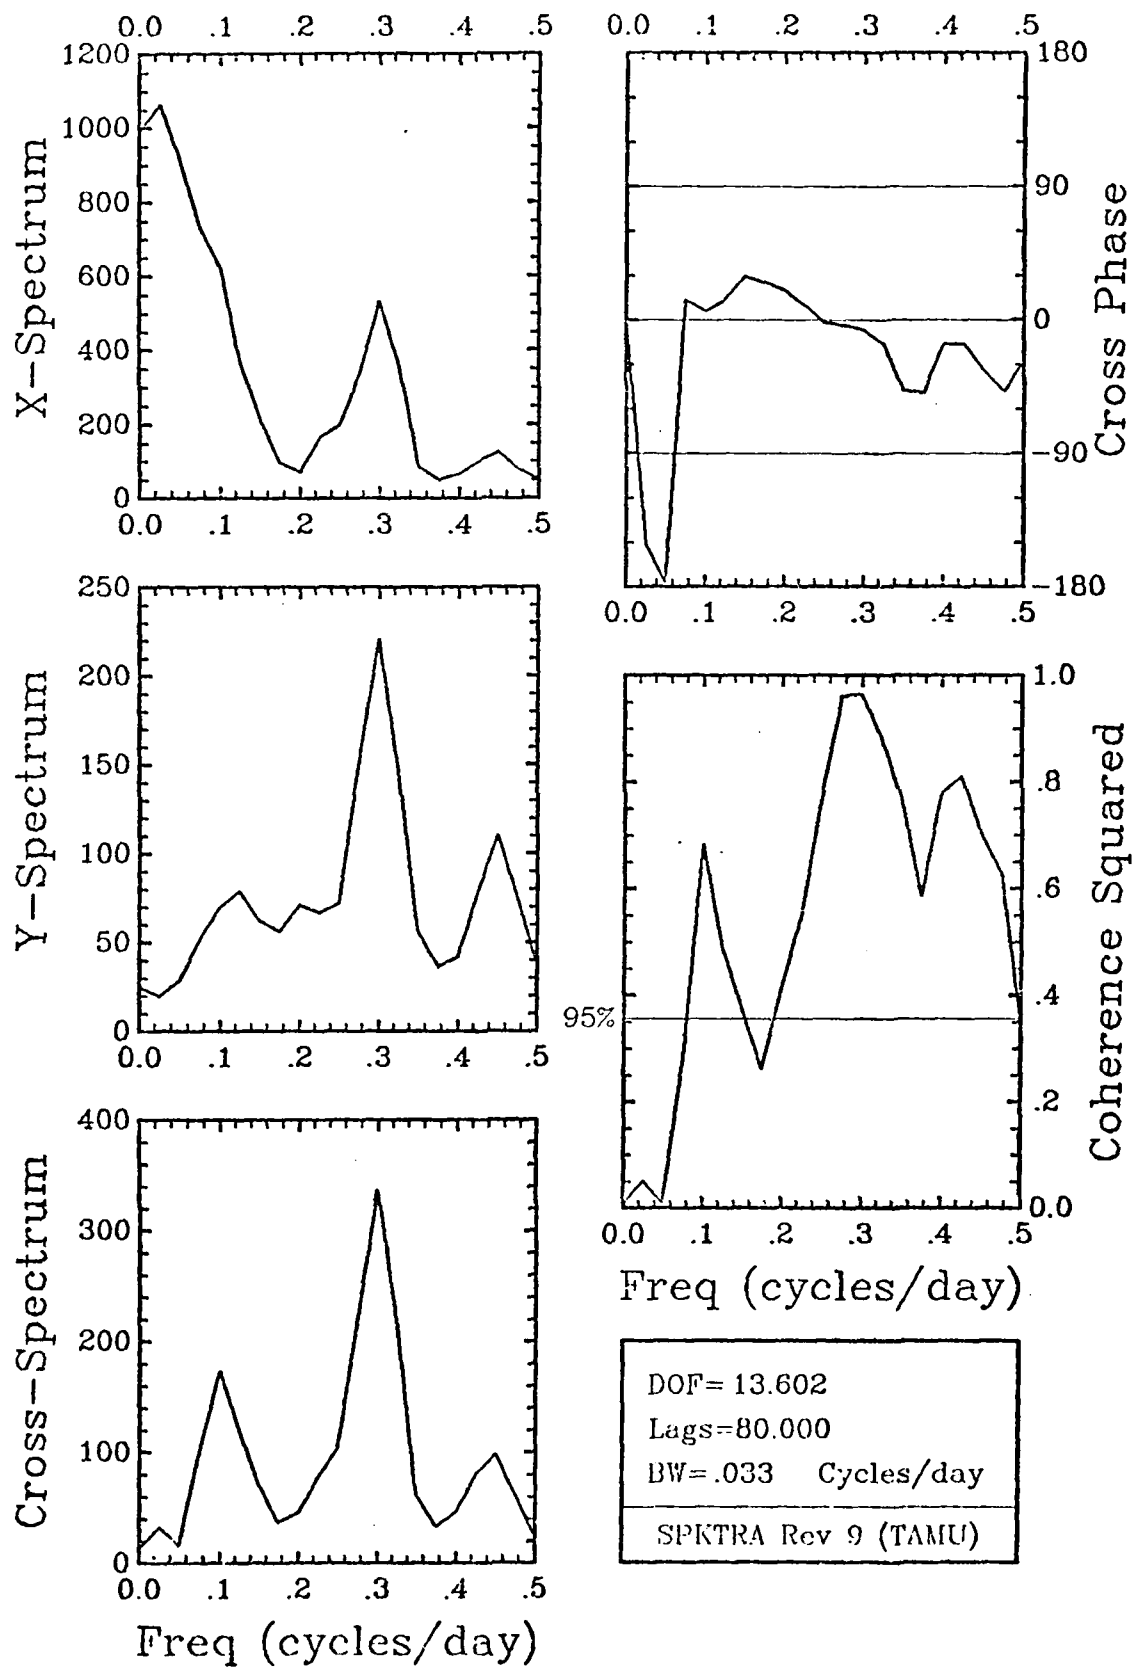 0.0 .1 .2 .3 .4 .5
1200
1000
800
600
400
200
0
X-Spectrum
0.0 .1 .2 .3 .4 .5
250
200
150
100
50
0
Y-Spectrum
0.0 .1 .2 .3 .4 .5
400
300
200
100
0
Cross-Spectrum
0.0 .1 .2 .3 .4 .5
Freq (cycles/day)
0.0 .1 .2 .3 .4 .5
180
90
0
-90
-180
Cross Phase
0.0 .1 .2 .3 .4 .5
1.0
.8
.6
.4
.2
0.0
95%
Coherence Squared
0.0 .1 .2 .3 .4 .5
Freq (cycles/day)
DOF= 13.602
Lags=80.000
BW= .033 Cycles/day
SPKTRA Rev 9 (TAMU)